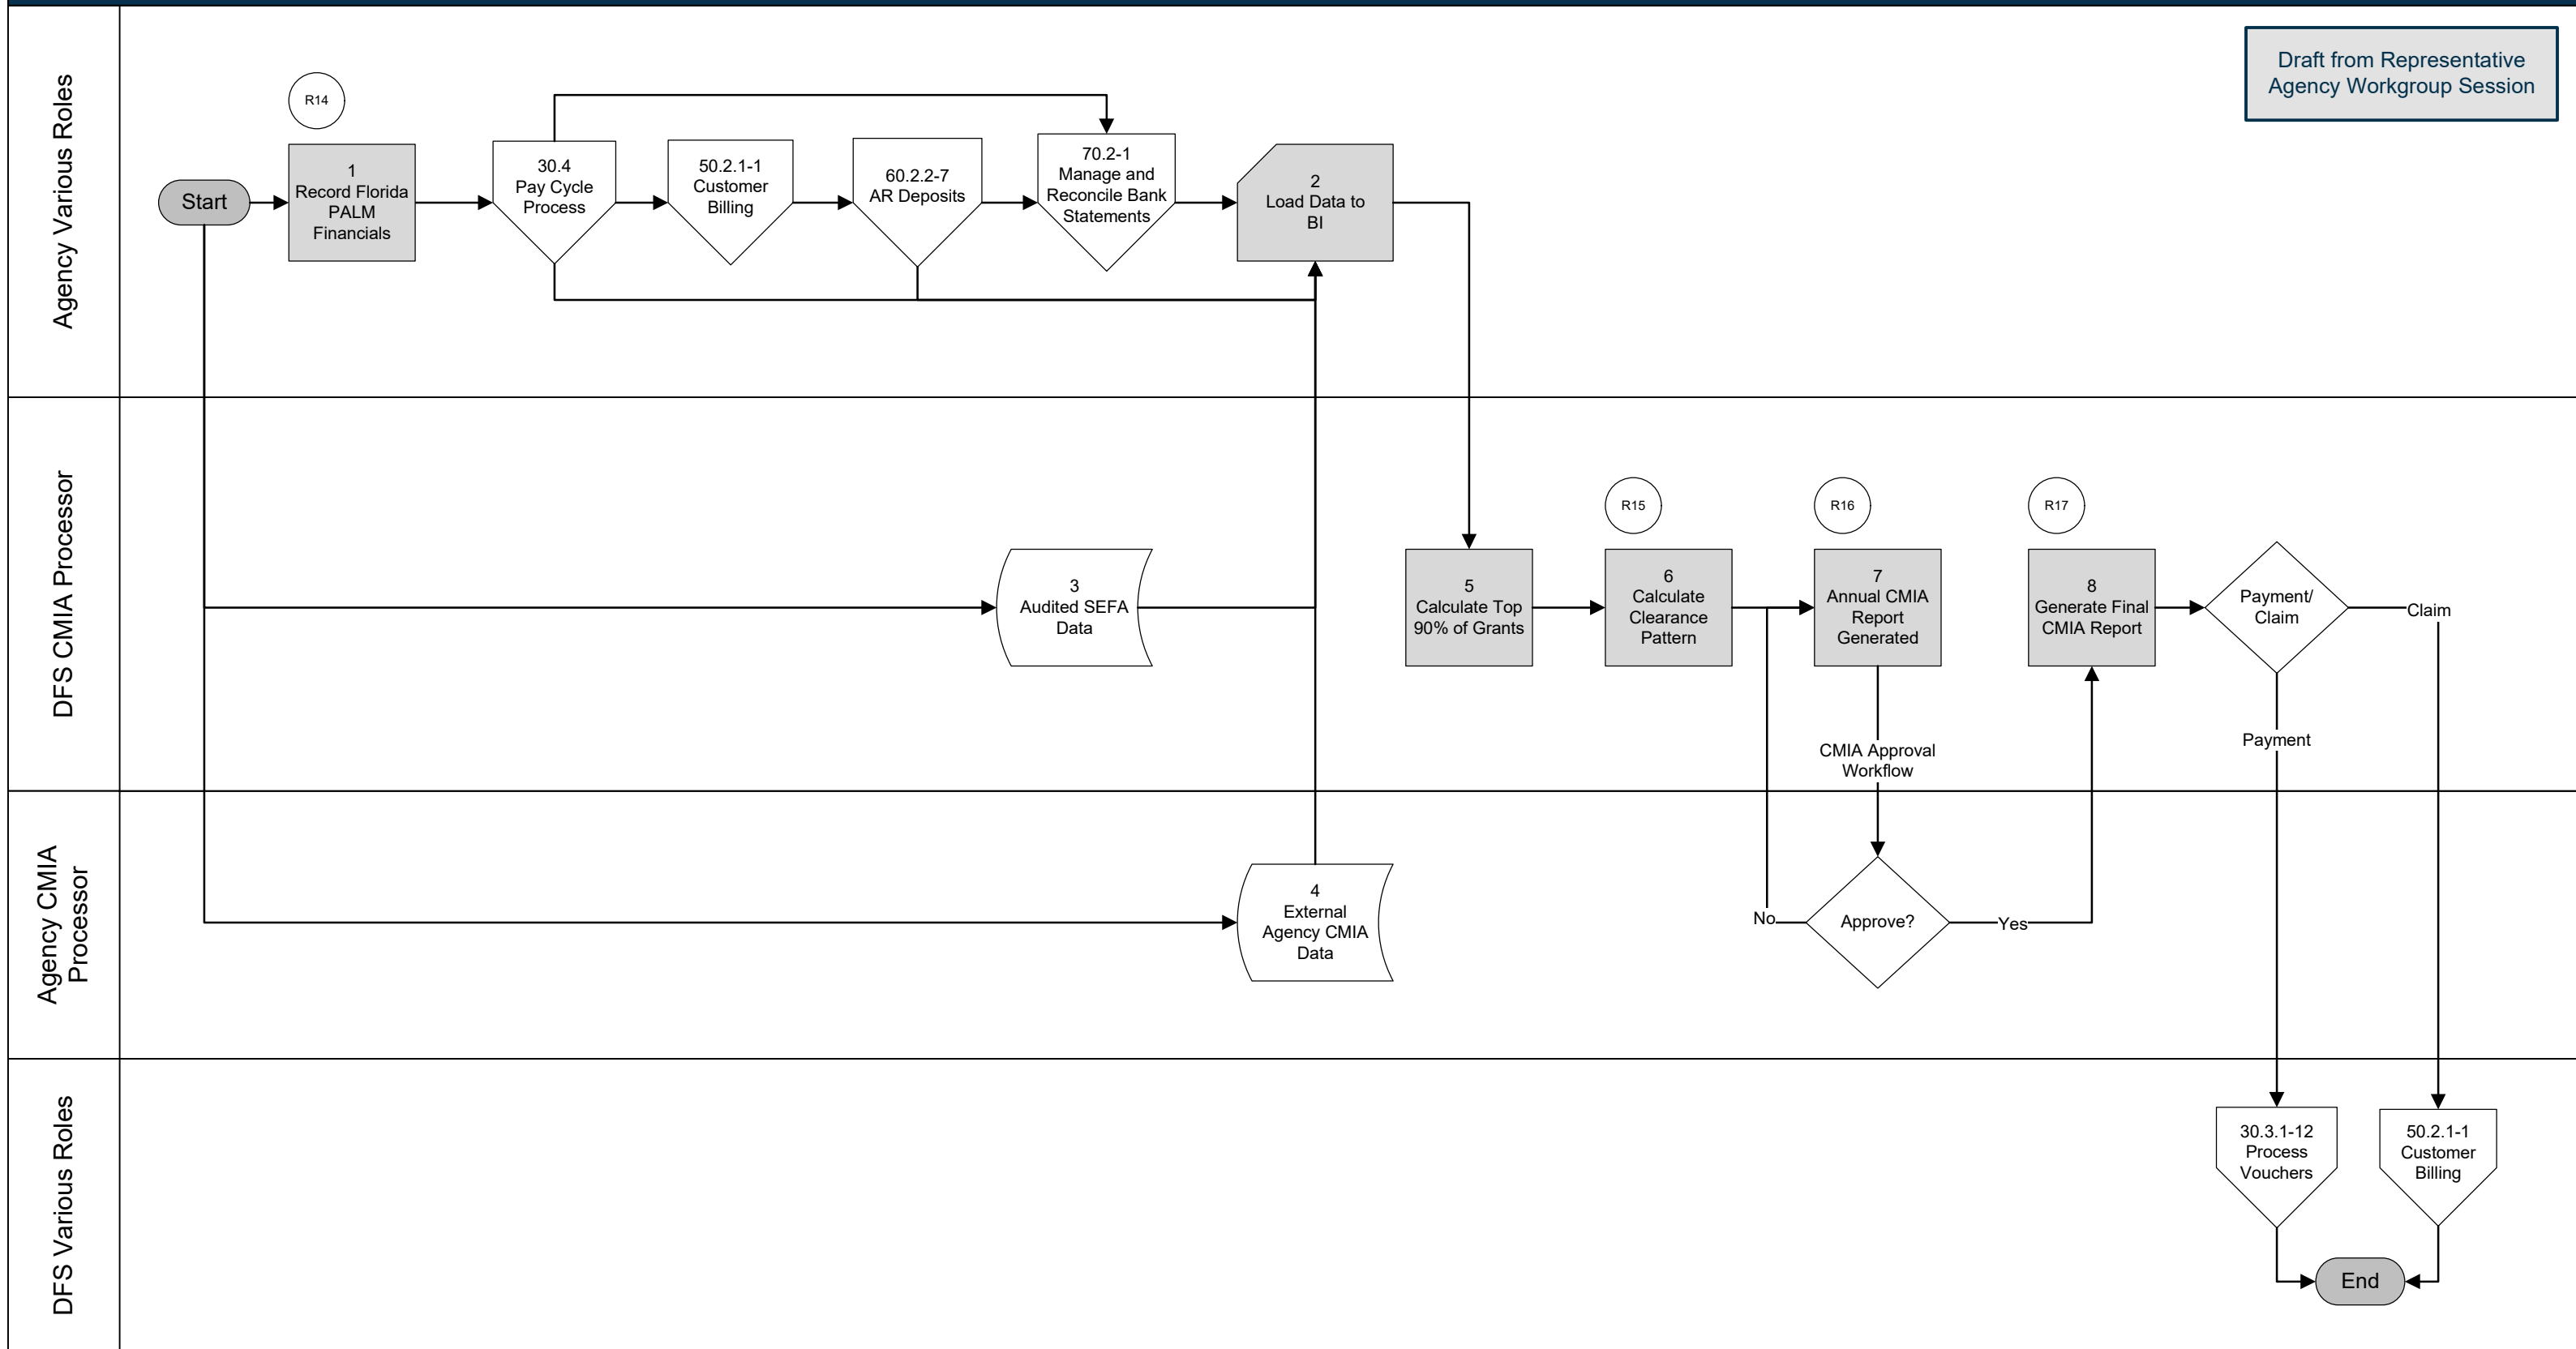 Draft from Representative
Agency Workgroup Session
Agency Various Roles
R14
Start
1
Record Florida
PALM
Financials
30.4
Pay Cycle
Process
50.2.1-1
Customer
Billing
60.2.2-7
AR Deposits
70.2-1
Manage and
Reconcile Bank
Statements
2
Load Data to
BI
DFS CMIA Processor
3
Audited SEFA
Data
5
Calculate Top
90% of Grants
R15
6
Calculate
Clearance
Pattern
R16
7
Annual CMIA
Report
Generated
R17
8
Generate Final
CMIA Report
Payment/
Claim
Claim
Payment
CMIA Approval
Workflow
Agency CMIA
Processor
4
External
Agency CMIA
Data
No
Approve?
Yes
DFS Various Roles
30.3.1-12
Process
Vouchers
50.2.1-1
Customer
Billing
End